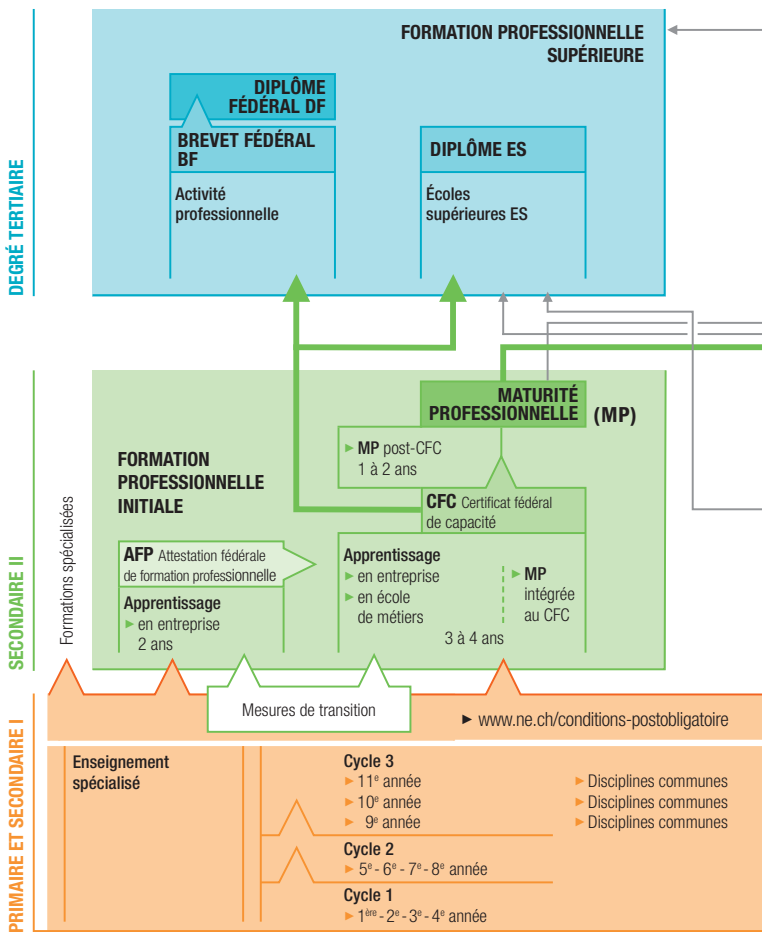 DEGRÉ TERTIAIRE
FORMATION PROFESSIONNELLE
SUPÉRIEURE
DIPLÔME
FÉDÉRAL DF
BREVET FÉDÉRAL
BF
Activité
professionnelle
DIPLÔME ES
Écoles
supérieures ES
SECONDAIRE II
Formations spécialisées
FORMATION
PROFESSIONNELLE
INITIALE
MATURITÉ
PROFESSIONNELLE (MP)
► MP post-CFC
1 à 2 ans
CFC Certificat fédéral
de capacité
AFP Attestation fédérale
de formation professionnelle
Apprentissage
► en entreprise
2 ans
Apprentissage
► en entreprise
► en école
de métiers
► MP
intégrée
au CFC
3 à 4 ans
Mesures de transition
► www.ne.ch/conditions-postobligatoire
PRIMAIRE ET SECONDAIRE I
Enseignement
spécialisé
Cycle 3
► 11e année
► 10e année
► 9e année
► Disciplines communes
► Disciplines communes
► Disciplines communes
Cycle 2
► 5e - 6e - 7e - 8e année
Cycle 1
► 1ère - 2e - 3e - 4e année